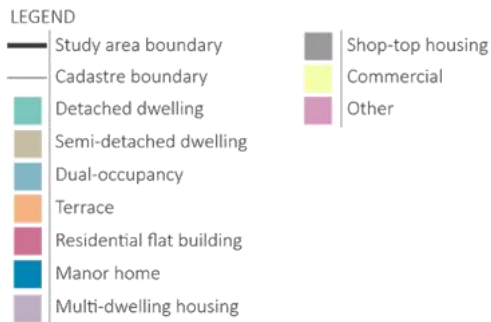 LEGEND
Study area boundary
Cadastre boundary
Detached dwelling
Semi-detached dwelling
Dual-occupancy
Terrace
Residential flat building
Manor home
Multi-dwelling housing
Shop-top housing
Commercial
Other